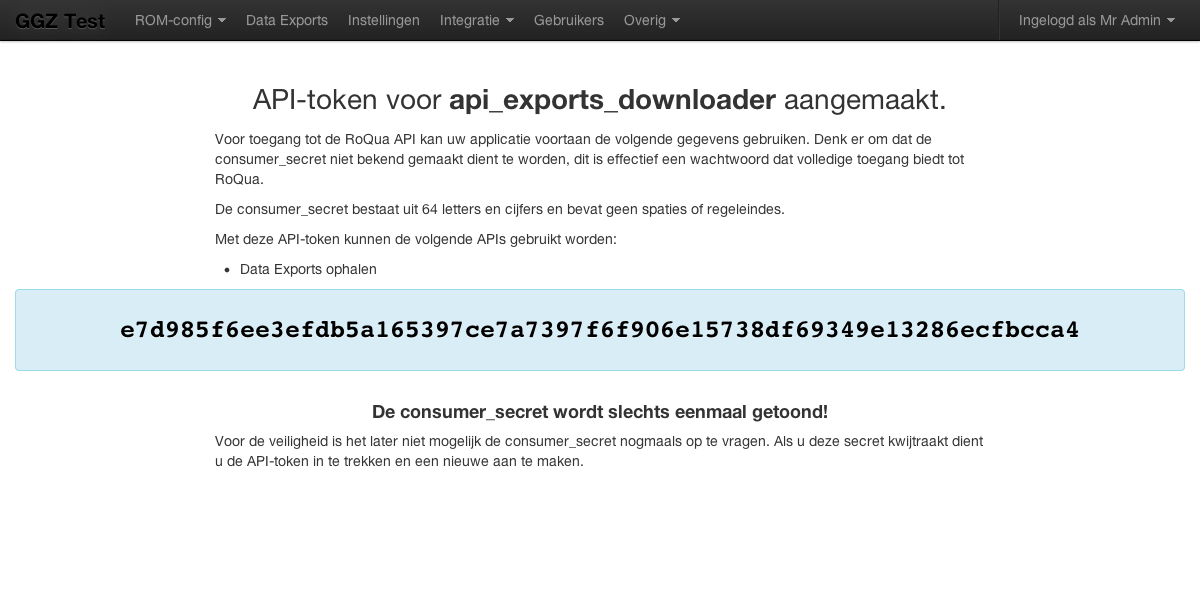 GGZ Test ROM-config Data Exports Instellingen Integratie Gebruikers Overig Ingelogd als Mr Admin
API-token voor api_exports_downloader aangemaakt.
Voor toegang tot de RoQua API kan uw applicatie voortaan de volgende gegevens gebruiken. Denk er om dat de
consumer_secret niet bekend gemaakt dient te worden, dit is effectief een wachtwoord dat volledige toegang biedt tot
RoQua.
De consumer_secret bestaat uit 64 letters en cijfers en bevat geen spaties of regeleindes.
Met deze API-token kunnen de volgende APIs gebruikt worden:
• Data Exports ophalen
e7d985f6ee3efdb5a165397ce7a7397f6f906e15738df69349e13286ecfbcca4
De consumer_secret wordt slechts eenmaal getoond!
Voor de veiligheid is het later niet mogelijk de consumer_secret nogmaals op te vragen. Als u deze secret kwijtraakt dient
u de API-token in te trekken en een nieuwe aan te maken.